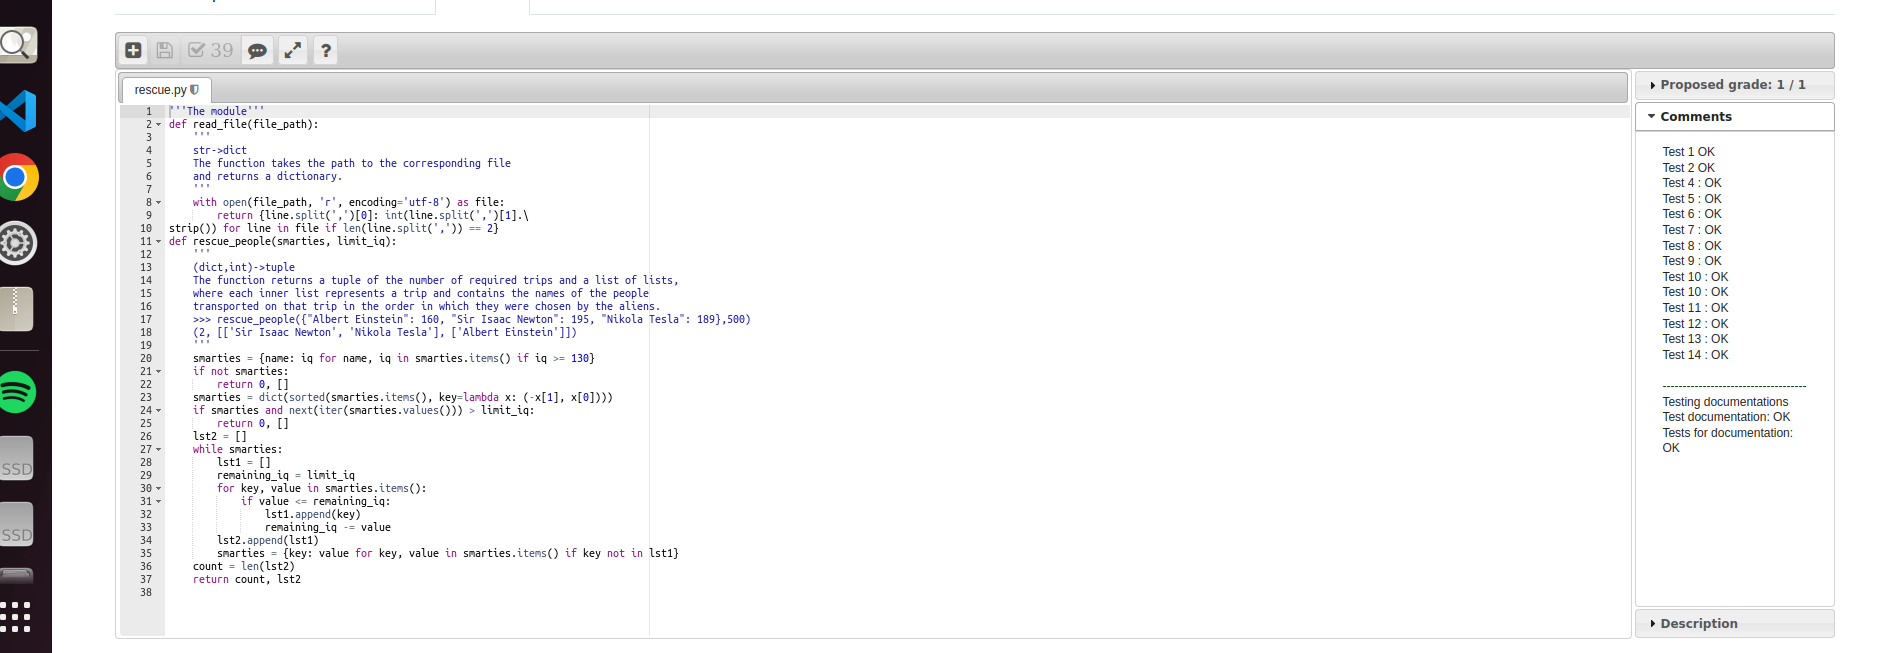 39
?
rescue.py
1 '''The module'''
2 def read_file(file_path):
3     '''
4     str->dict
5     The function takes the path to the corresponding file
6     and returns a dictionary.
7     '''
8     with open(file_path, 'r', encoding='utf-8') as file:
9         return {line.split(',')[0]: int(line.split(',')[1].\
10 strip()) for line in file if len(line.split(',')) == 2}
11 def rescue_people(smarties, limit_iq):
12     '''
13     (dict,int)->tuple
14     The function returns a tuple of the number of required trips and a list of lists,
15     where each inner list represents a trip and contains the names of the people
16     transported on that trip in the order in which they were chosen by the aliens.
17     >>> rescue_people({"Albert Einstein": 160, "Sir Isaac Newton": 195, "Nikola Tesla": 189},500)
18     (2, [['Sir Isaac Newton', 'Nikola Tesla'], ['Albert Einstein']])
19     '''
20     smarties = {name: iq for name, iq in smarties.items() if iq >= 130}
21     if not smarties:
22         return 0, []
23     smarties = dict(sorted(smarties.items(), key=lambda x: (-x[1], x[0])))
24     if smarties and next(iter(smarties.values())) > limit_iq:
25         return 0, []
26     lst2 = []
27     while smarties:
28         lst1 = []
29         remaining_iq = limit_iq
30         for key, value in smarties.items():
31             if value <= remaining_iq:
32                 lst1.append(key)
33                 remaining_iq -= value
34         lst2.append(lst1)
35         smarties = {key: value for key, value in smarties.items() if key not in lst1}
36     count = len(lst2)
37     return count, lst2
38
Proposed grade: 1 / 1
Comments
Test 1 OK
Test 2 OK
Test 4 : OK
Test 5 : OK
Test 6 : OK
Test 7 : OK
Test 8 : OK
Test 9 : OK
Test 10 : OK
Test 10 : OK
Test 11 : OK
Test 12 : OK
Test 13 : OK
Test 14 : OK
------------------------------------
Testing documentations
Test documentation: OK
Tests for documentation:
OK
Description
SSD
SSD